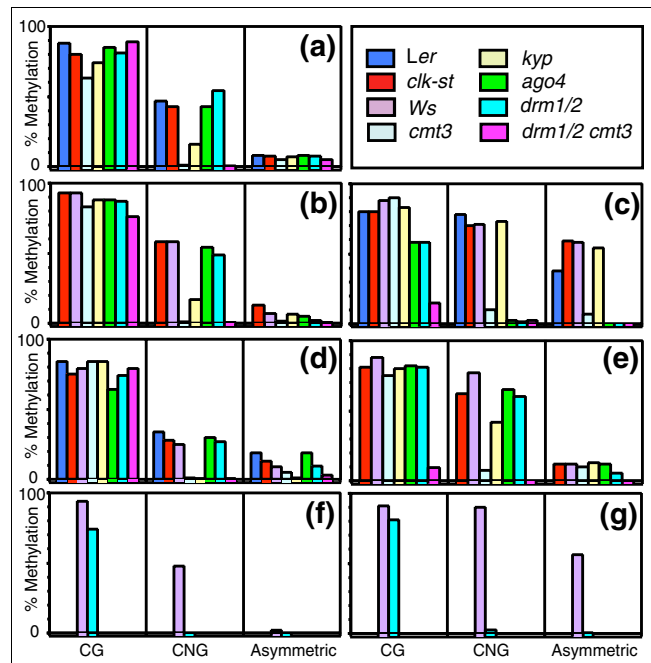 100
(a)
% Methylation
0
Ler
clk-st
Ws
cmt3
kyp
ago4
drm1/2
drm1/2 cmt3
100
(b)
% Methylation
0
(c)
100
(d)
% Methylation
0
(e)
100
(f)
% Methylation
0
(g)
CG CNG Asymmetric
CG CNG Asymmetric